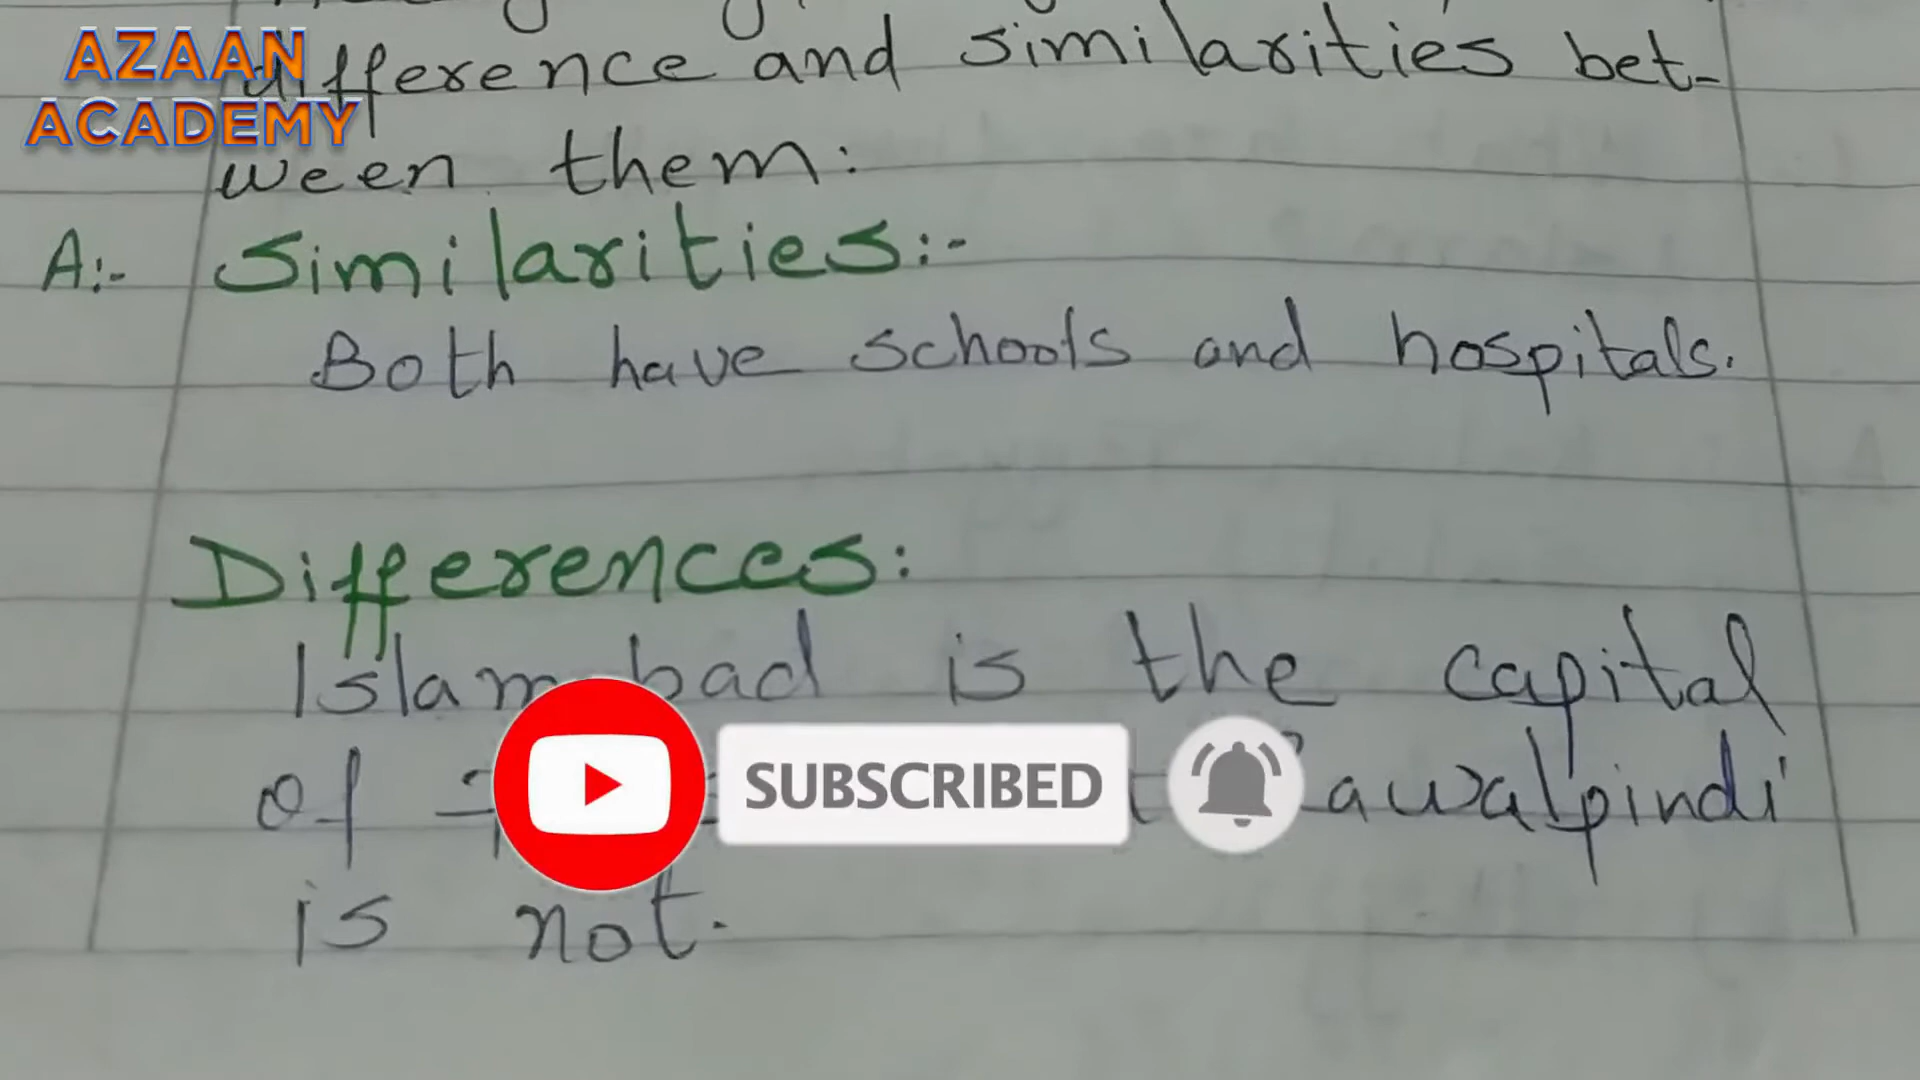 AZAAN
ACADEMY
difference and similarities bet-
ween them:
A:- Similarities:-
Both have schools and hospitals.
Differences:
Islamabad is the capital
of awalpindi
SUBSCRIBED
is not.